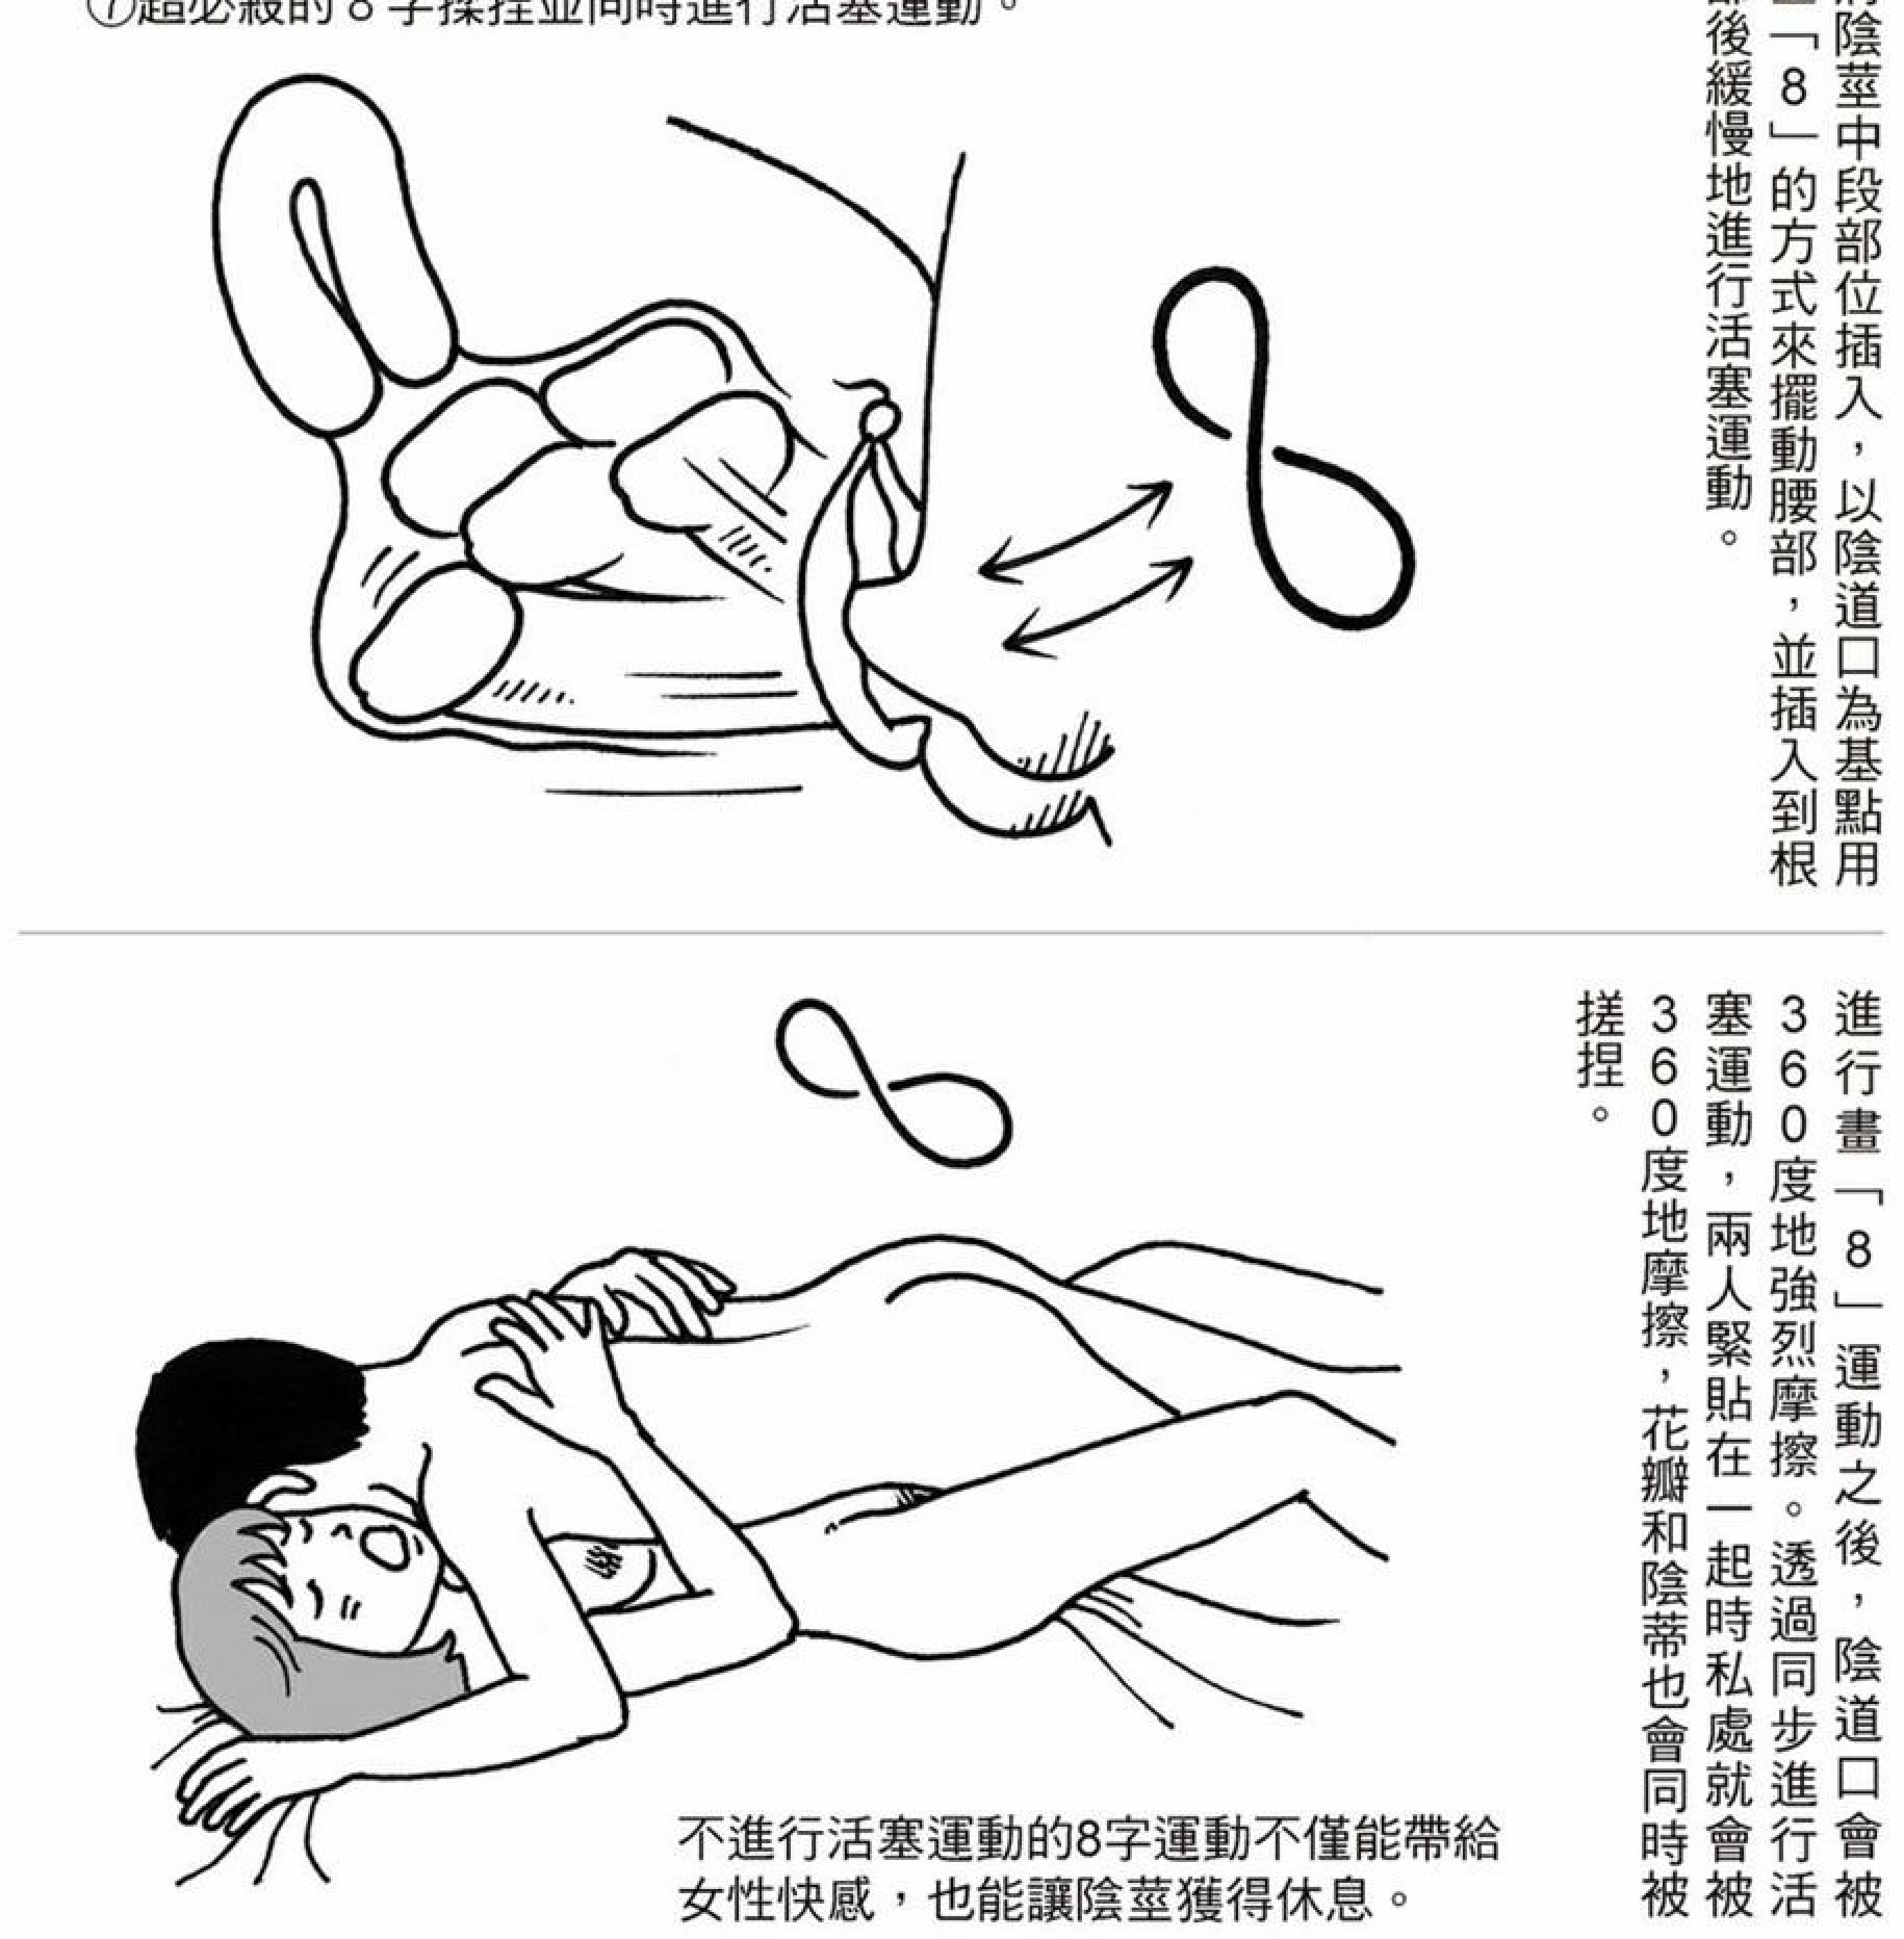 超必殺的8字揉捏並同時進行活塞運動。
陰莖中段部位插入，以陰道口為基點用
「8」的方式來擺動腰部，並插入到根
部後緩慢地進行活塞運動。
進行畫「8」運動之後，陰道口會被
360度地強烈摩擦。透過同步進行活
塞運動，兩人緊貼在一起時私處就會被
360度地摩擦，花瓣和陰蒂也會同時被
搓捏。
不進行活塞運動的8字運動不僅能帶給
女性快感，也能讓陰莖獲得休息。